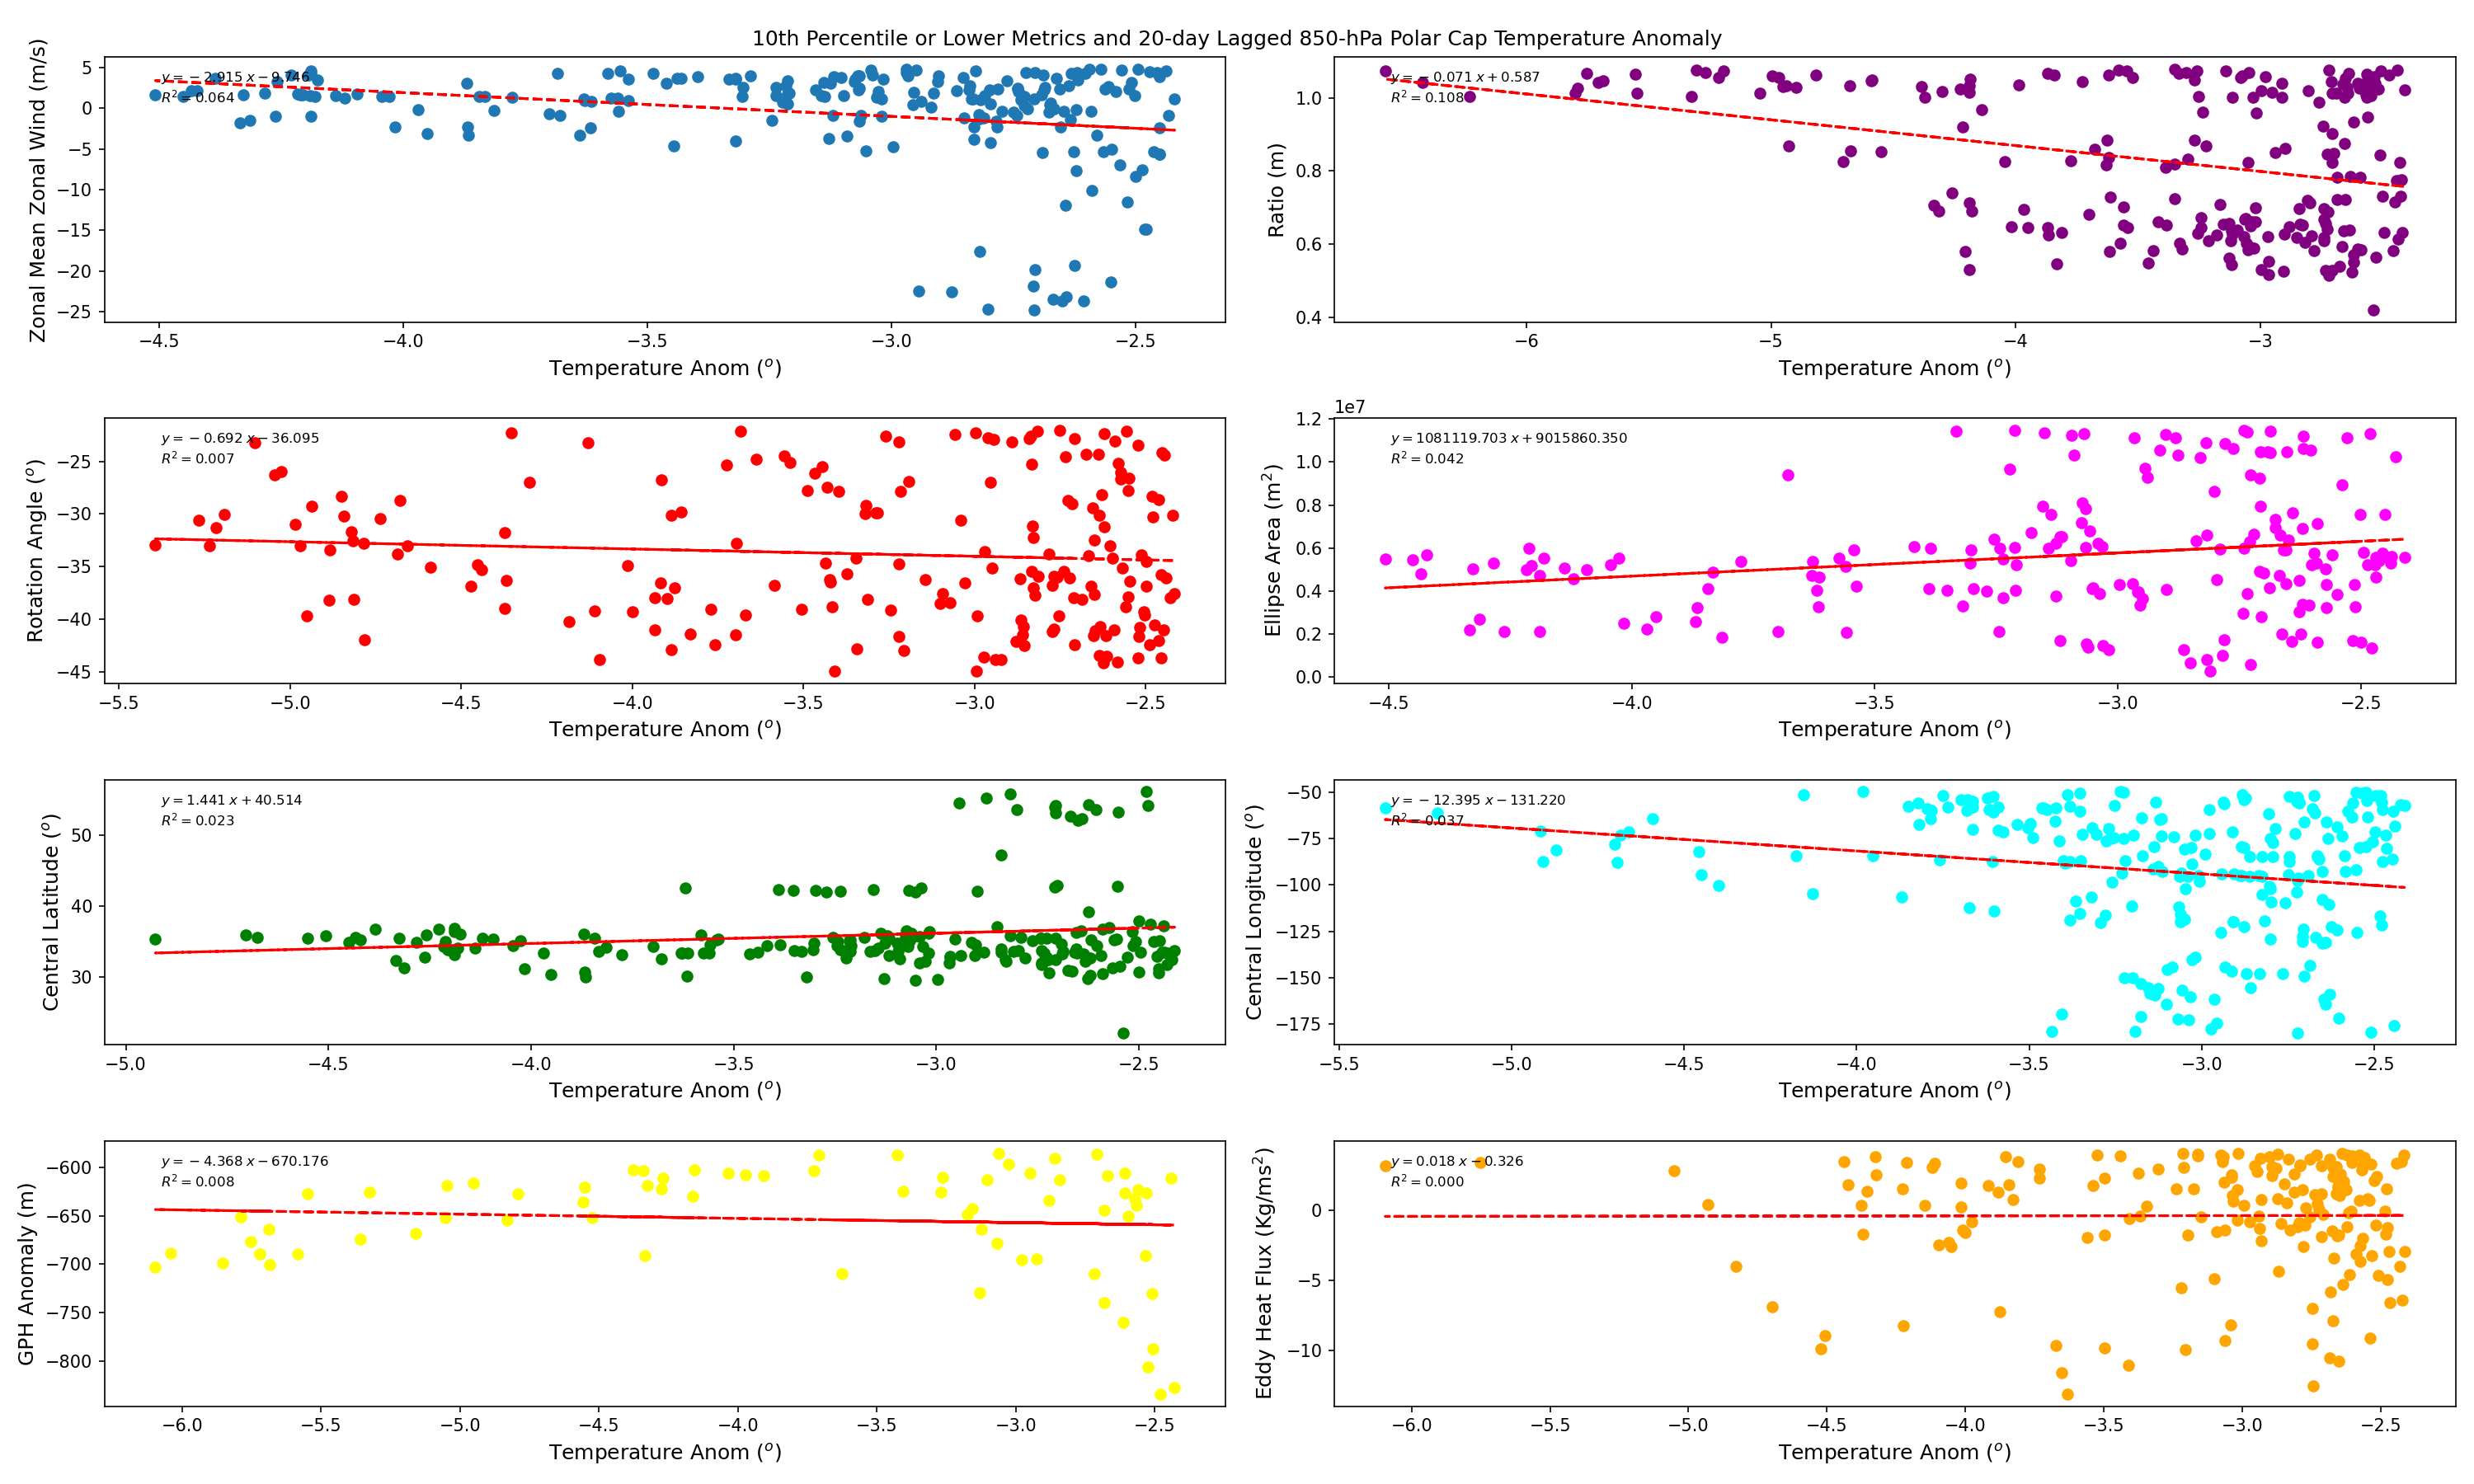 10th Percentile or Lower Metrics and 20-day Lagged 850-hPa Polar Cap Temperature Anomaly
Zonal Mean Zonal Wind (m/s)
5
0
−5
−10
−15
−20
−25
y = −2.915 x − 9.746
R² = 0.064
−4.5 −4.0 −3.5 −3.0 −2.5
Temperature Anom (°)
Ratio (m)
1.0
0.8
0.6
0.4
y = −0.071 x + 0.587
R² = 0.108
−6 −5 −4 −3
Temperature Anom (°)
Rotation Angle (°)
−25
−30
−35
−40
−45
y = −0.692 x − 36.095
R² = 0.007
−5.5 −5.0 −4.5 −4.0 −3.5 −3.0 −2.5
Temperature Anom (°)
Ellipse Area (m²)
1e7
1.2
1.0
0.8
0.6
0.4
0.2
0.0
y = 1081119.703 x + 9015860.350
R² = 0.042
−4.5 −4.0 −3.5 −3.0 −2.5
Temperature Anom (°)
Central Latitude (°)
50
40
30
y = 1.441 x + 40.514
R² = 0.023
−5.0 −4.5 −4.0 −3.5 −3.0 −2.5
Temperature Anom (°)
Central Longitude (°)
−50
−75
−100
−125
−150
−175
y = −12.395 x − 131.220
R² = 0.037
−5.5 −5.0 −4.5 −4.0 −3.5 −3.0 −2.5
Temperature Anom (°)
GPH Anomaly (m)
−600
−650
−700
−750
−800
y = −4.368 x − 670.176
R² = 0.008
−6.0 −5.5 −5.0 −4.5 −4.0 −3.5 −3.0 −2.5
Temperature Anom (°)
Eddy Heat Flux (Kg/ms²)
0
−5
−10
y = 0.018 x − 0.326
R² = 0.000
−6.0 −5.5 −5.0 −4.5 −4.0 −3.5 −3.0 −2.5
Temperature Anom (°)